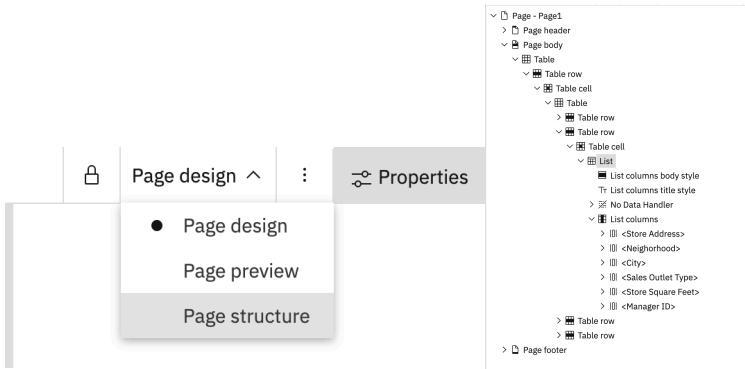 Page design
Properties
Page design
Page preview
Page structure
Page - Page1
Page header
Page body
Table
Table row
Table cell
Table
Table row
Table row
Table cell
List
List columns body style
List columns title style
No Data Handler
List columns
<Store Address>
<Neighorhood>
<City>
<Sales Outlet Type>
<Store Square Feet>
<Manager ID>
Table row
Table row
Page footer